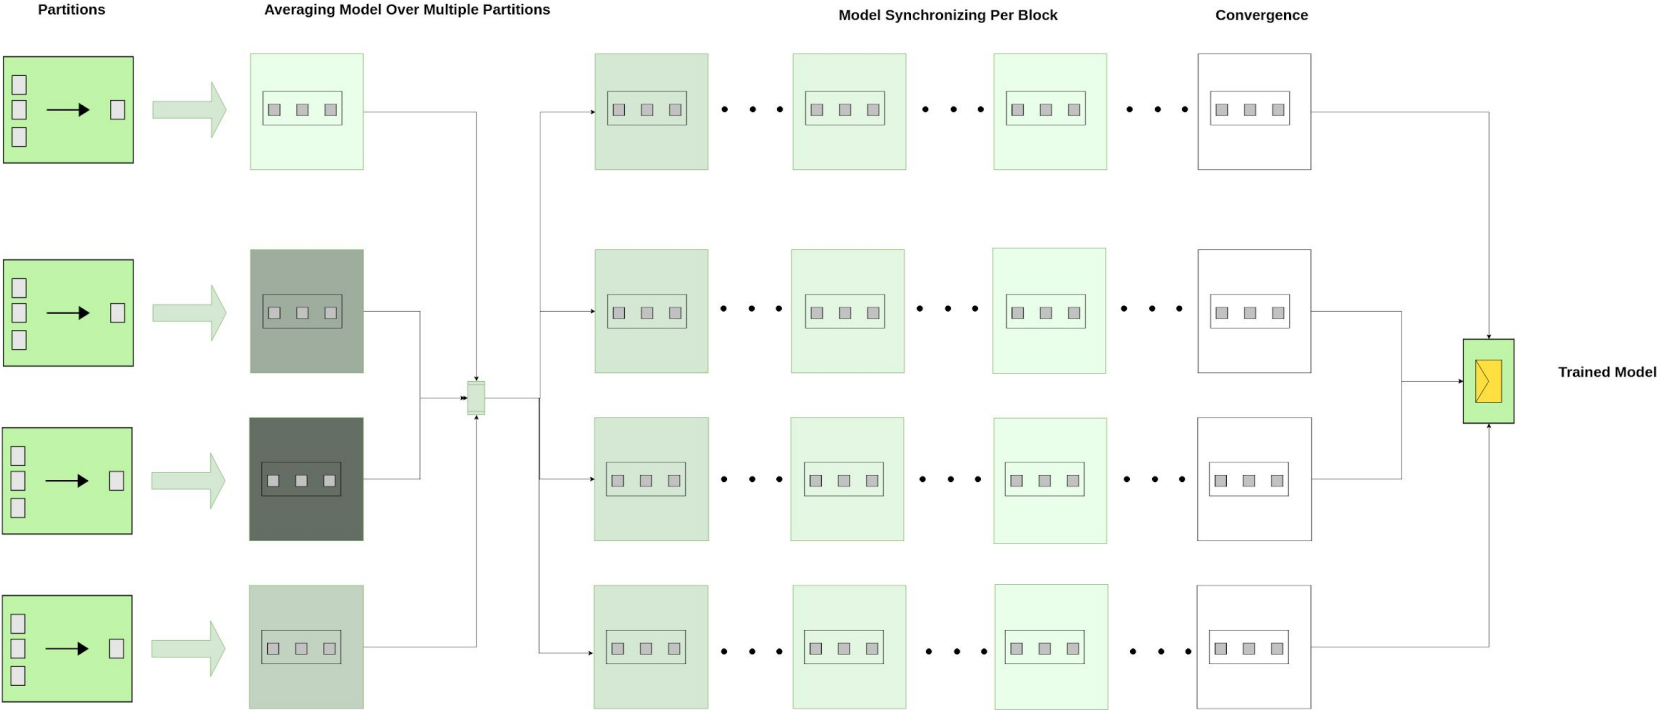 Partitions
Averaging Model Over Multiple Partitions
Model Synchronizing Per Block
Convergence
Trained Model